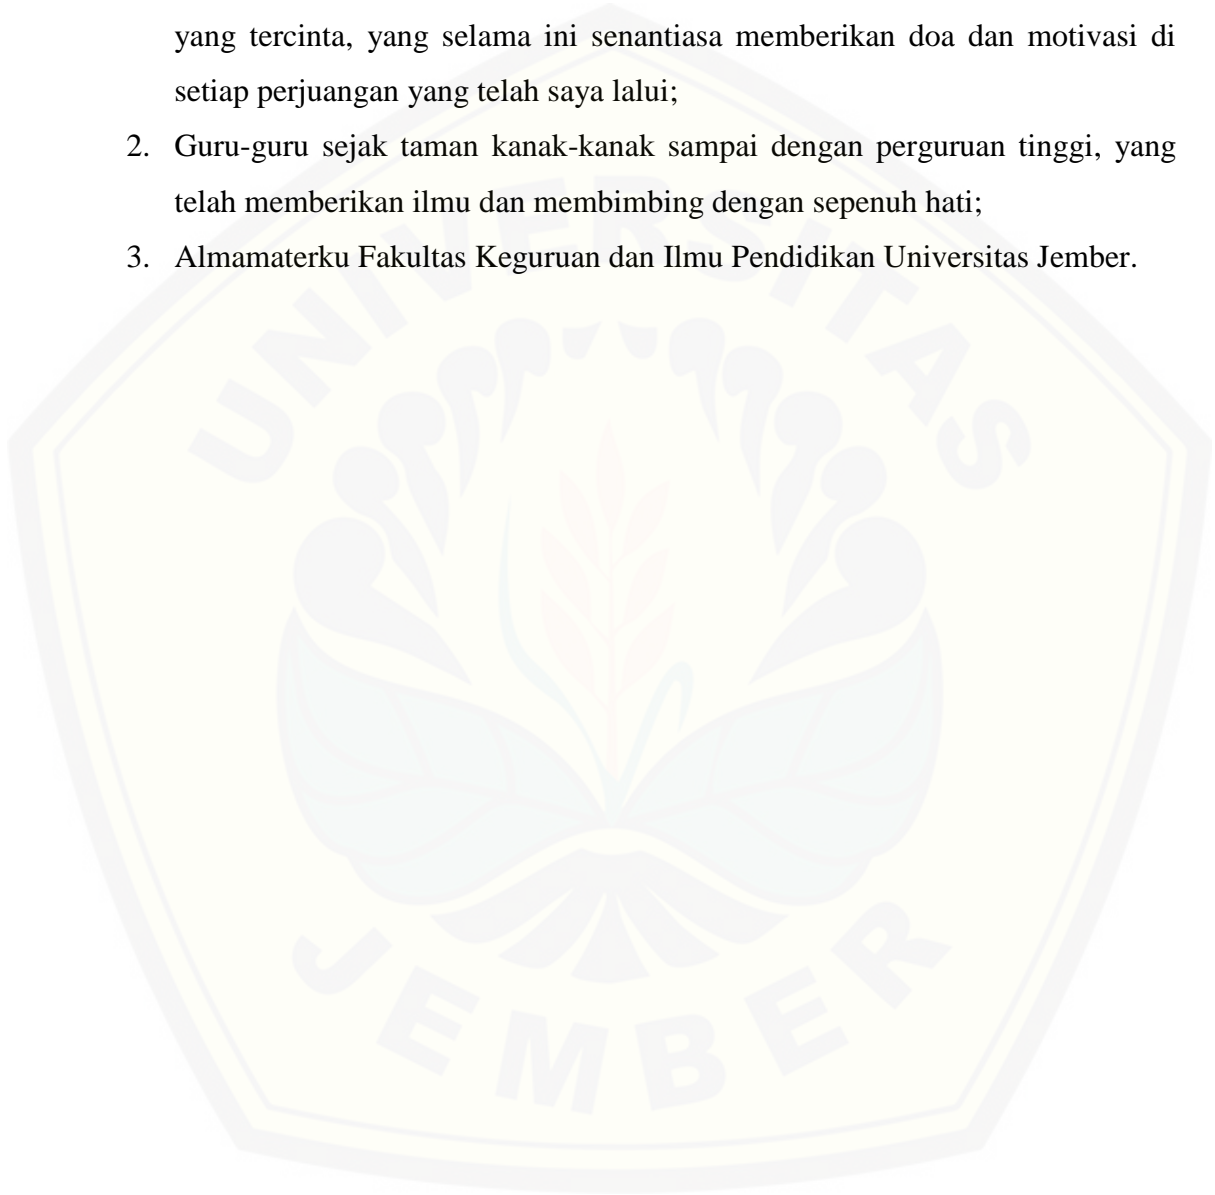 yang tercinta, yang selama ini senantiasa memberikan doa dan motivasi di
setiap perjuangan yang telah saya lalui;
2. Guru-guru sejak taman kanak-kanak sampai dengan perguruan tinggi, yang
telah memberikan ilmu dan membimbing dengan sepenuh hati;
3. Almamaterku Fakultas Keguruan dan Ilmu Pendidikan Universitas Jember.
UNIVERSITAS
JEMBER